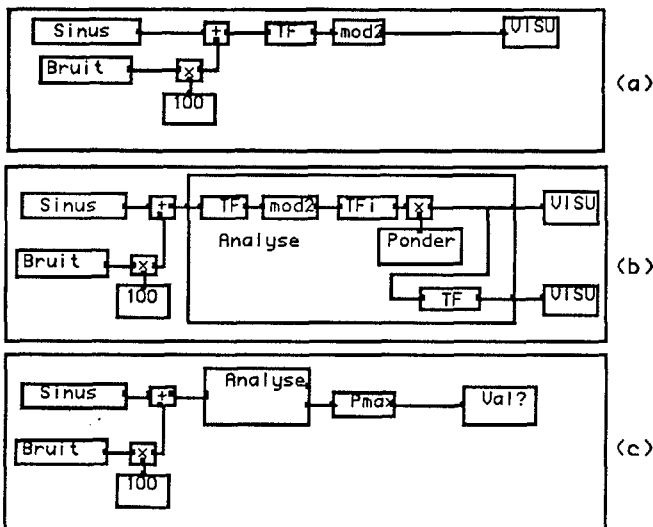 Sinus + TF mod2 VISU
Bruit × (a)
100
Sinus + TF mod2 TFi × VISU
Analyse Ponder (b)
Bruit ×
100 TF VISU
Analyse
Sinus + Pmax Val?
Bruit × (c)
100